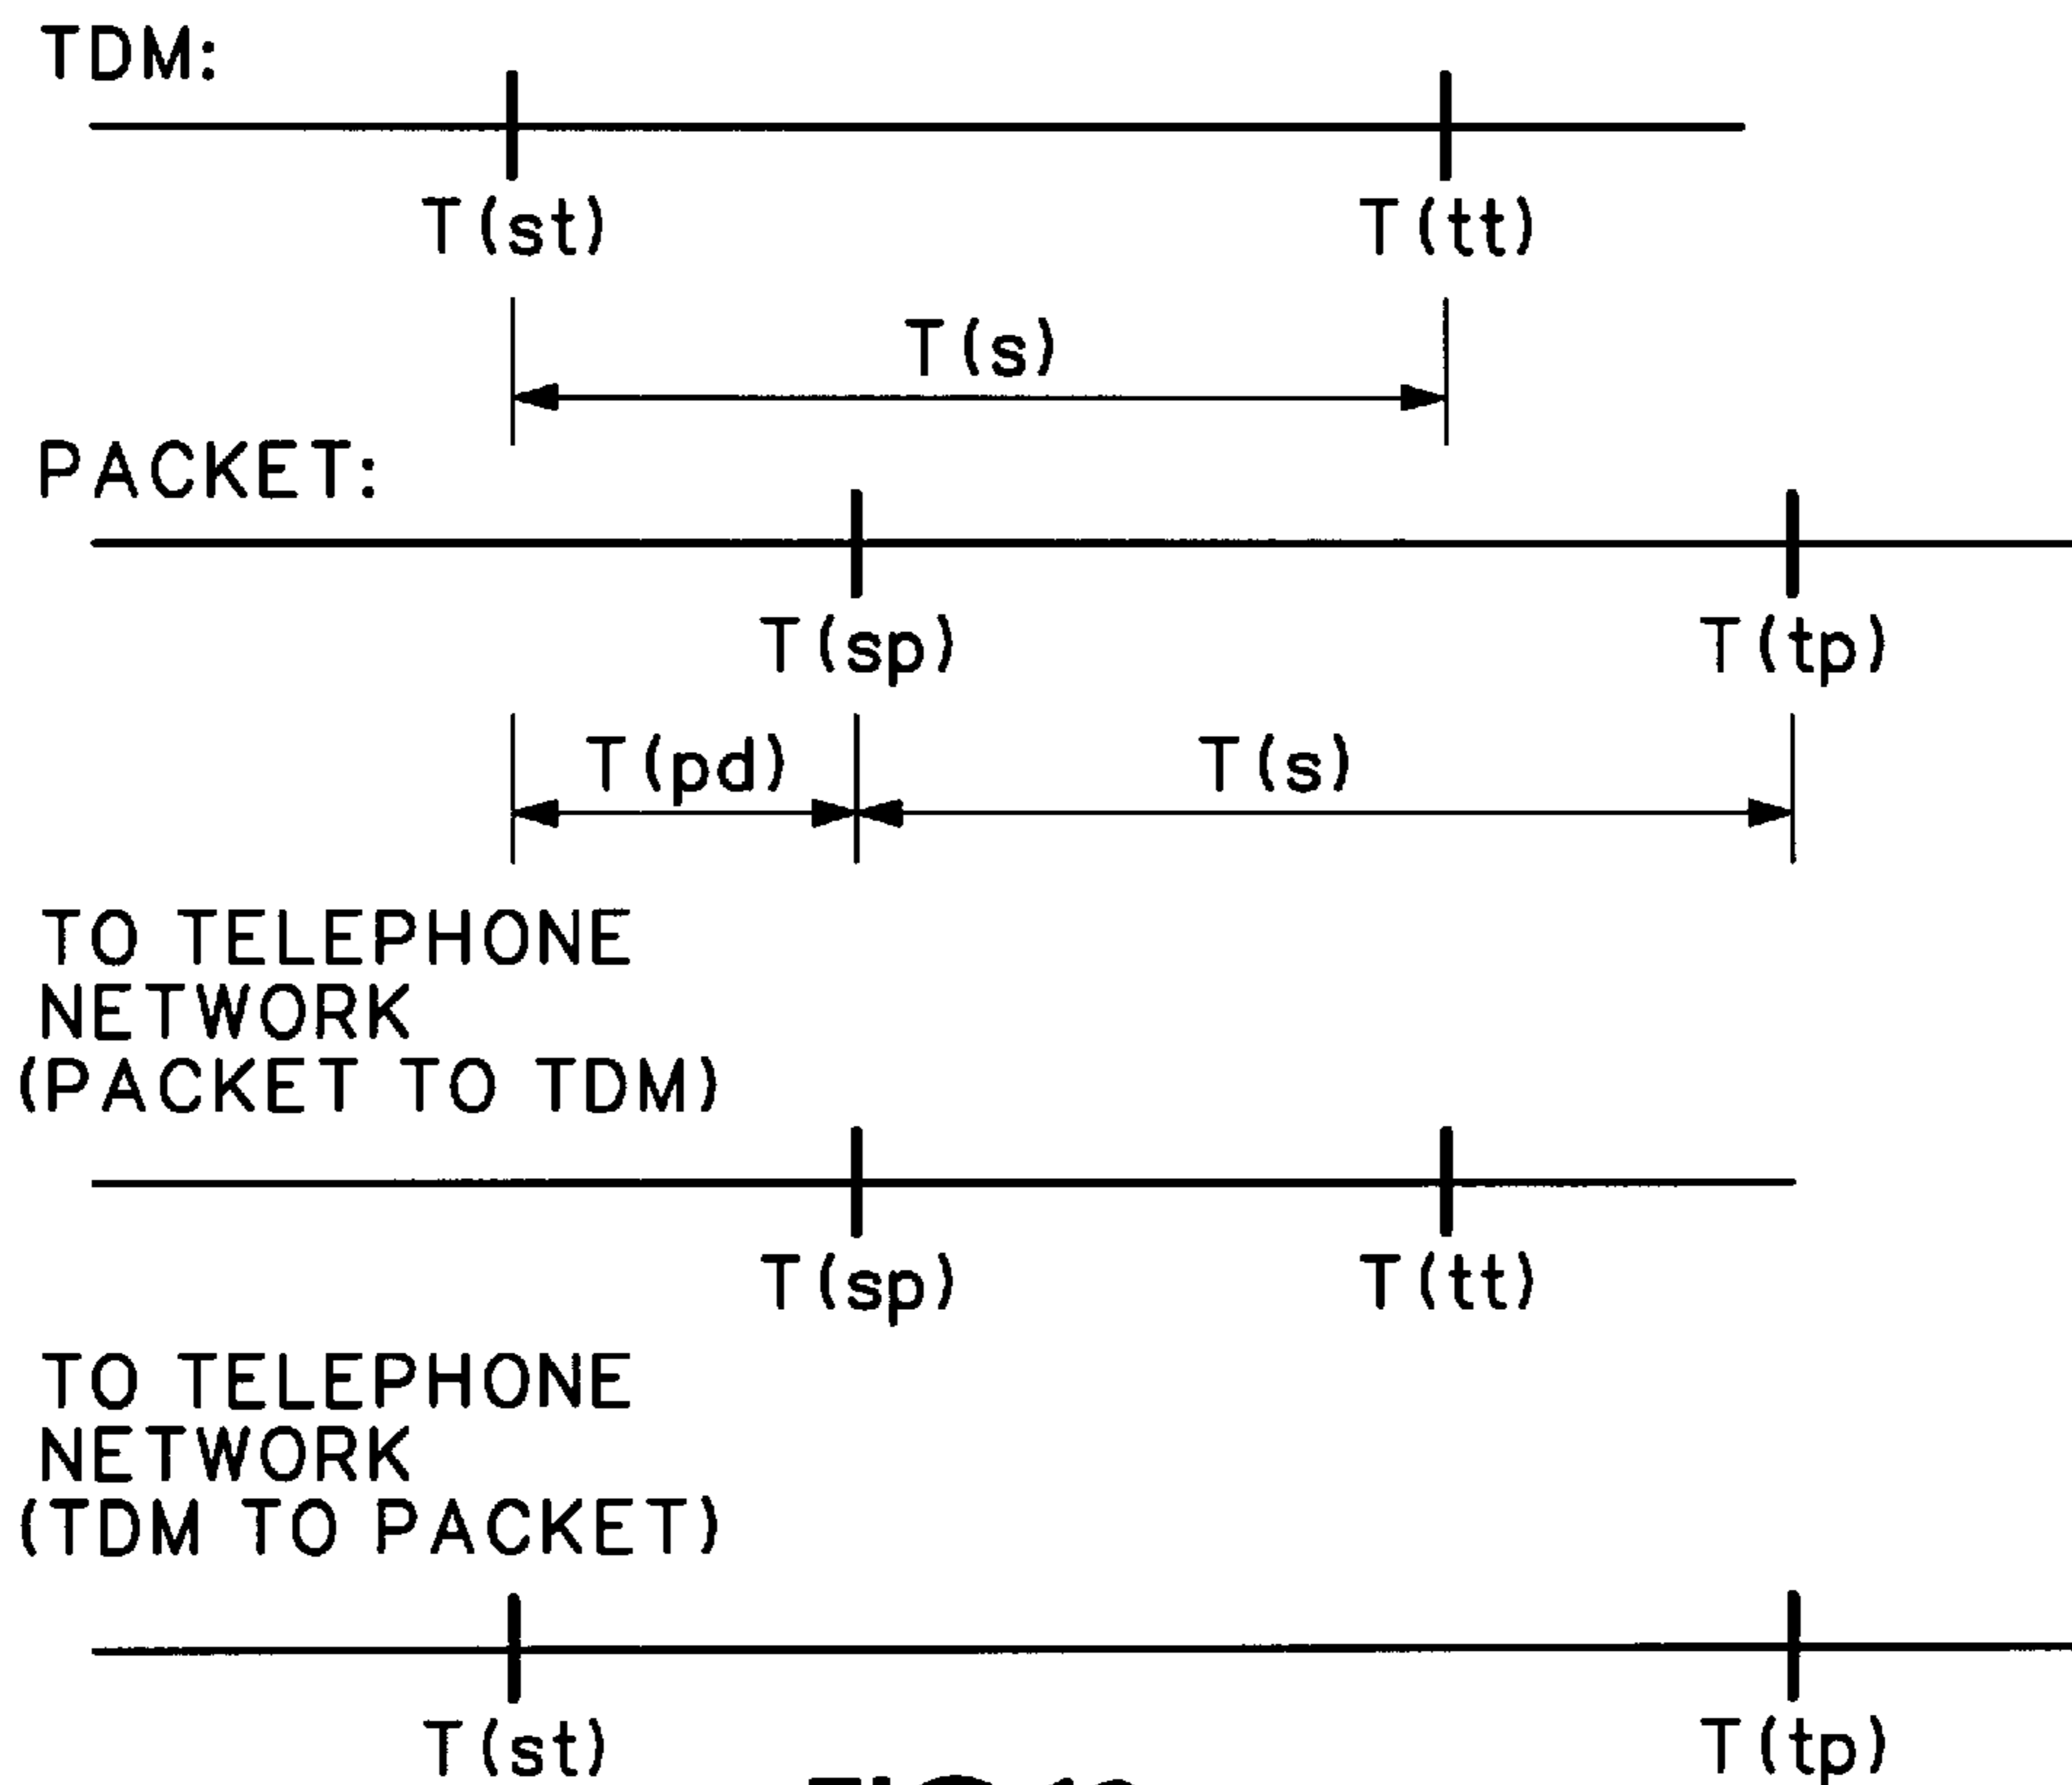 TDM:
T(st) T(tt)
T(s)
PACKET:
T(sp) T(tp)
T(pd) T(s)
TO TELEPHONE
NETWORK
(PACKET TO TDM)
T(sp) T(tt)
TO TELEPHONE
NETWORK
(TDM TO PACKET)
T(st) T(tp)